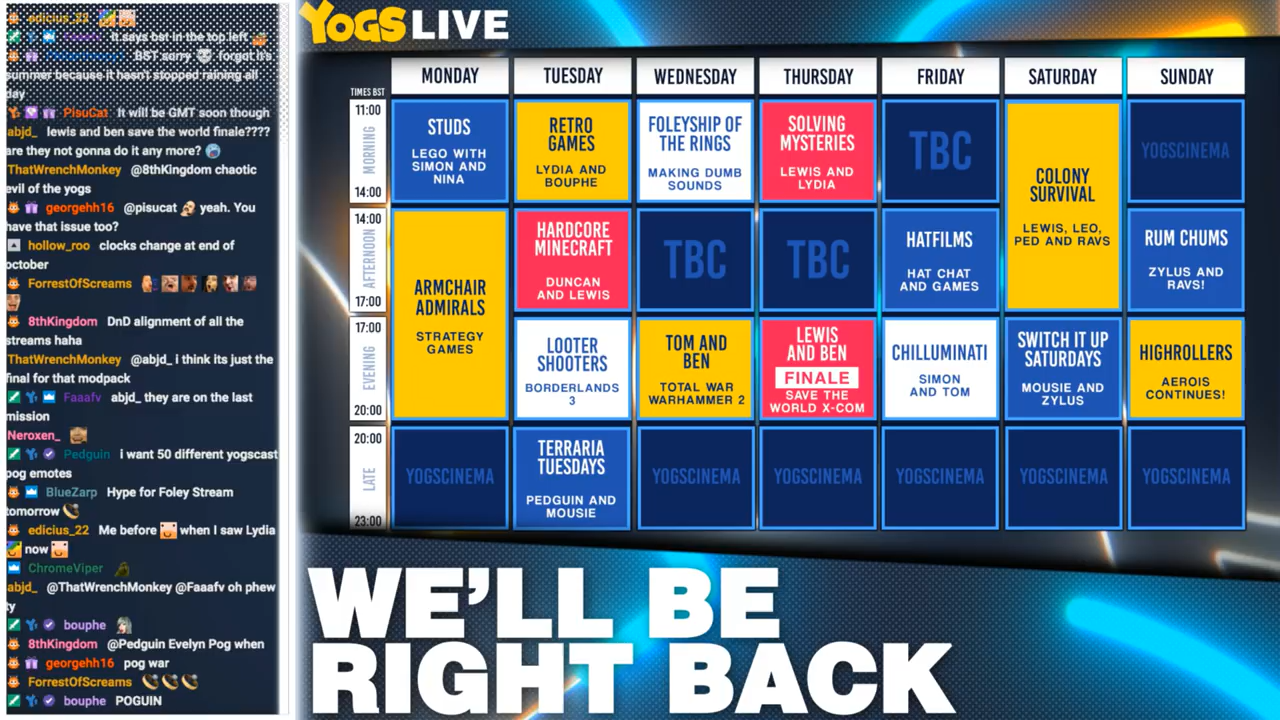 edicius_22
It says bst in the top left
BST sorry forgot it's
summer because it hasn't stopped raining all
day
PisuCat It will be GMT soon though
abjd_ lewis and ben save the world finale????
are they not gonna do it any more?
ThatWrenchMonkey @8thKingdom chaotic
evil of the yogs
georgehh16 @pisucat yeah. You
have that issue too?
hollow_roo clocks change at end of
october
ForrestOfScreams
8thKingdom DnD alignment of all the
streams haha
ThatWrenchMonkey @abjd_ i think its just the
final for that modpack
Faaafv abjd_ they are on the last
mission
Neroxen_
Pedguin i want 50 different yogscast
pog emotes
BlueZarp Hype for Foley Stream
tomorrow
edicius_22 Me before when I saw Lydia
now
ChromeViper
abjd_ @ThatWrenchMonkey @Faaafv oh phew
ty
bouphe
8thKingdom @Pedguin Evelyn Pog when
georgehh16 pog war
ForrestOfScreams
bouphe POGUIN
YOGS LIVE
TIMES BST
MONDAY
TUESDAY
WEDNESDAY
THURSDAY
FRIDAY
SATURDAY
SUNDAY
11:00
MORNING
14:00
STUDS
LEGO WITH
SIMON AND
NINA
RETRO
GAMES
LYDIA AND
BOUPHE
FOLEYSHIP OF
THE RINGS
MAKING DUMB
SOUNDS
SOLVING
MYSTERIES
LEWIS AND
LYDIA
TBC
COLONY
SURVIVAL
LEWIS, LEO,
PED AND RAVS
YOGSCINEMA
14:00
AFTERNOON
17:00
ARMCHAIR
ADMIRALS
STRATEGY
GAMES
HARDCORE
MINECRAFT
DUNCAN
AND LEWIS
TBC
TBC
HATFILMS
HAT CHAT
AND GAMES
RUM CHUMS
ZYLUS AND
RAVS!
17:00
EVENING
20:00
LOOTER
SHOOTERS
BORDERLANDS
3
TOM AND
BEN
TOTAL WAR
WARHAMMER 2
LEWIS
AND BEN
FINALE
SAVE THE
WORLD X-COM
CHILLUMINATI
SIMON
AND TOM
SWITCH IT UP
SATURDAYS
MOUSIE AND
ZYLUS
HIGHROLLERS
AEROIS
CONTINUES!
20:00
LATE
23:00
YOGSCINEMA
TERRARIA
TUESDAYS
PEDGUIN AND
MOUSIE
YOGSCINEMA
YOGSCINEMA
YOGSCINEMA
YOGSCINEMA
YOGSCINEMA
WE'LL BE
RIGHT BACK